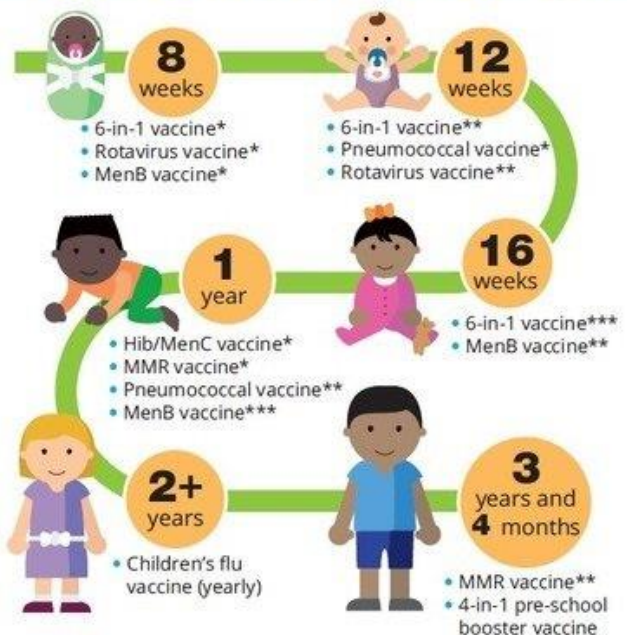 8
weeks
• 6-in-1 vaccine*
• Rotavirus vaccine*
• MenB vaccine*
12
weeks
• 6-in-1 vaccine**
• Pneumococcal vaccine*
• Rotavirus vaccine**
16
weeks
• 6-in-1 vaccine***
• MenB vaccine**
1
year
• Hib/MenC vaccine*
• MMR vaccine*
• Pneumococcal vaccine**
• MenB vaccine***
2+
years
• Children's flu
vaccine (yearly)
3
years and
4 months
• MMR vaccine**
• 4-in-1 pre-school
booster vaccine